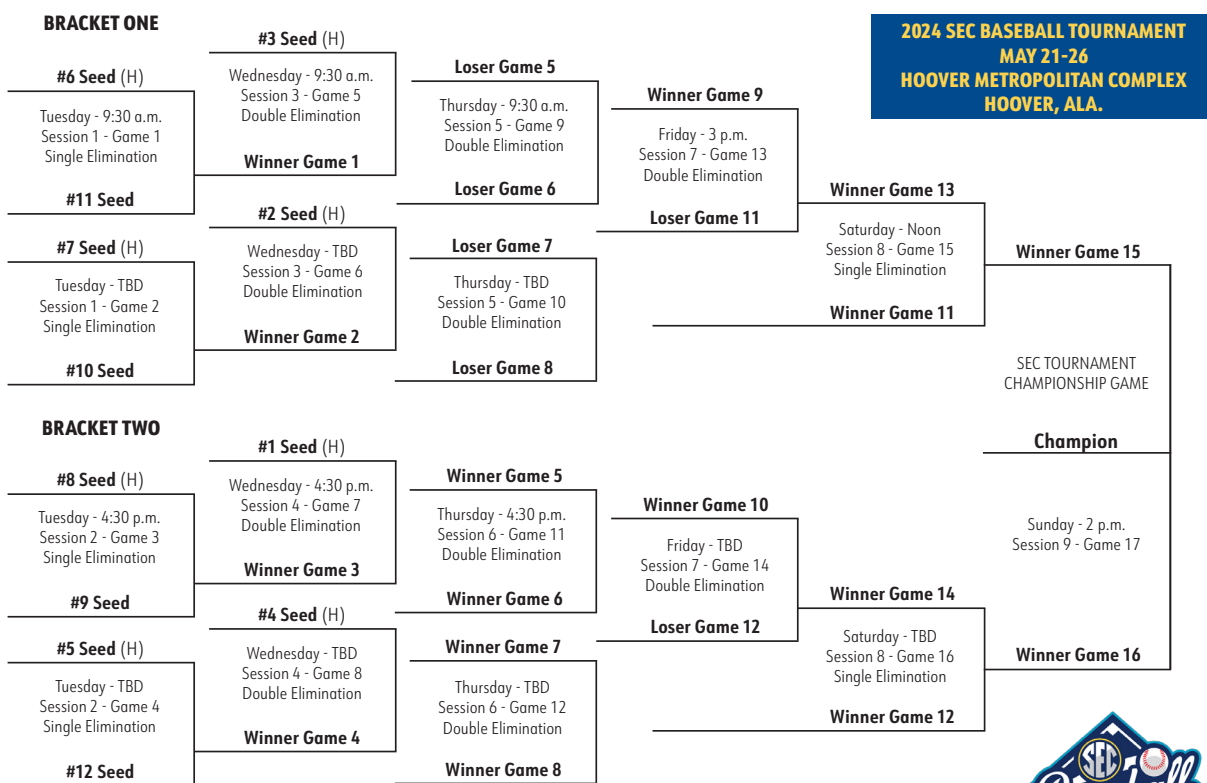 BRACKET ONE
2024 SEC BASEBALL TOURNAMENT
MAY 21-26
HOOVER METROPOLITAN COMPLEX
HOOVER, ALA.
#6 Seed (H)
Tuesday - 9:30 a.m.
Session 1 - Game 1
Single Elimination
#11 Seed
#7 Seed (H)
Tuesday - TBD
Session 1 - Game 2
Single Elimination
#10 Seed
#3 Seed (H)
Wednesday - 9:30 a.m.
Session 3 - Game 5
Double Elimination
Winner Game 1
#2 Seed (H)
Wednesday - TBD
Session 3 - Game 6
Double Elimination
Winner Game 2
Loser Game 5
Thursday - 9:30 a.m.
Session 5 - Game 9
Double Elimination
Loser Game 6
Loser Game 7
Thursday - TBD
Session 5 - Game 10
Double Elimination
Loser Game 8
Winner Game 9
Friday - 3 p.m.
Session 7 - Game 13
Double Elimination
Loser Game 11
Winner Game 13
Saturday - Noon
Session 8 - Game 15
Single Elimination
Winner Game 11
Winner Game 15
SEC TOURNAMENT
CHAMPIONSHIP GAME
Champion
Sunday - 2 p.m.
Session 9 - Game 17
Winner Game 16
BRACKET TWO
#8 Seed (H)
Tuesday - 4:30 p.m.
Session 2 - Game 3
Single Elimination
#9 Seed
#5 Seed (H)
Tuesday - TBD
Session 2 - Game 4
Single Elimination
#12 Seed
#1 Seed (H)
Wednesday - 4:30 p.m.
Session 4 - Game 7
Double Elimination
Winner Game 3
#4 Seed (H)
Wednesday - TBD
Session 4 - Game 8
Double Elimination
Winner Game 4
Winner Game 5
Thursday - 4:30 p.m.
Session 6 - Game 11
Double Elimination
Winner Game 6
Winner Game 7
Thursday - TBD
Session 6 - Game 12
Double Elimination
Winner Game 8
Winner Game 10
Friday - TBD
Session 7 - Game 14
Double Elimination
Loser Game 12
Winner Game 14
Saturday - TBD
Session 8 - Game 16
Single Elimination
Winner Game 12
SEC